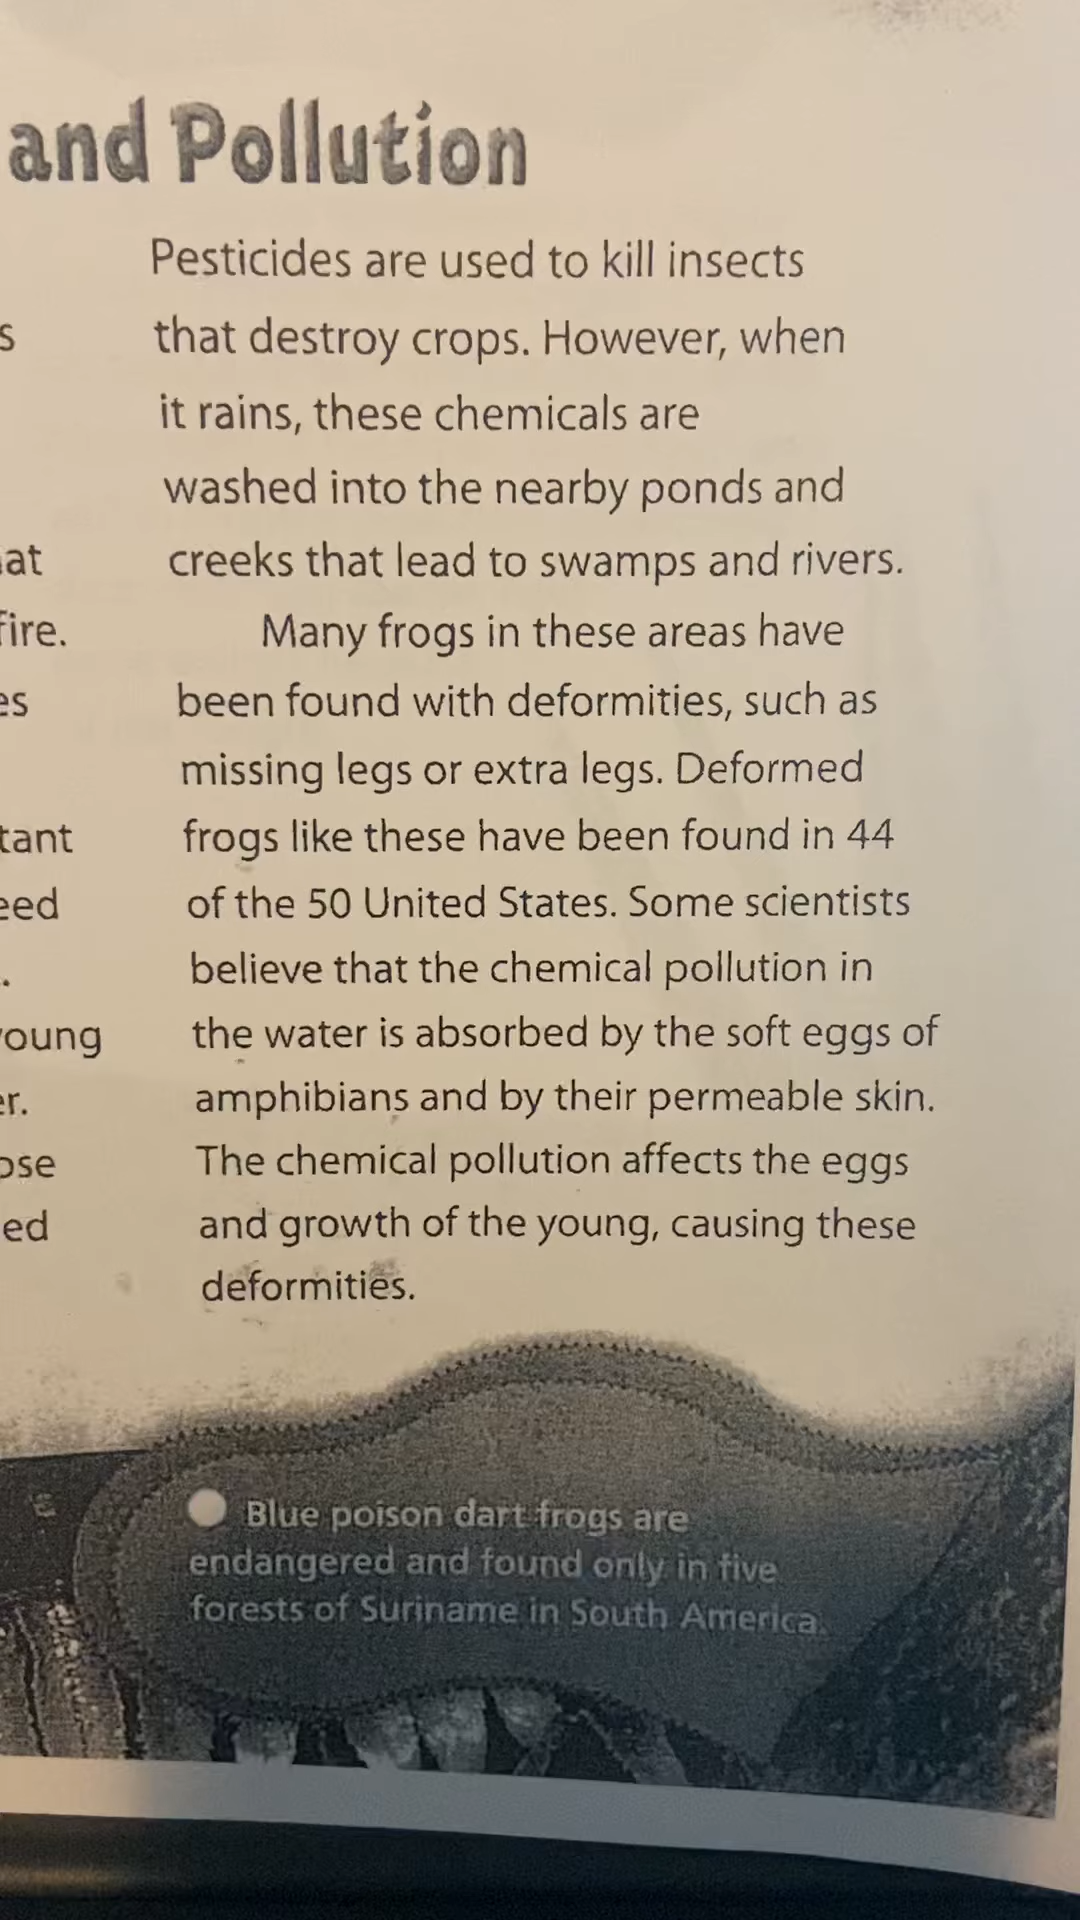 and Pollution
s
at
fire.
es
tant
eed
.
young
er.
ose
ed
Pesticides are used to kill insects
that destroy crops. However, when
it rains, these chemicals are
washed into the nearby ponds and
creeks that lead to swamps and rivers.
Many frogs in these areas have
been found with deformities, such as
missing legs or extra legs. Deformed
frogs like these have been found in 44
of the 50 United States. Some scientists
believe that the chemical pollution in
the water is absorbed by the soft eggs of
amphibians and by their permeable skin.
The chemical pollution affects the eggs
and growth of the young, causing these
deformities.
Blue poison dart frogs are
endangered and found only in five
forests of Suriname in South America.